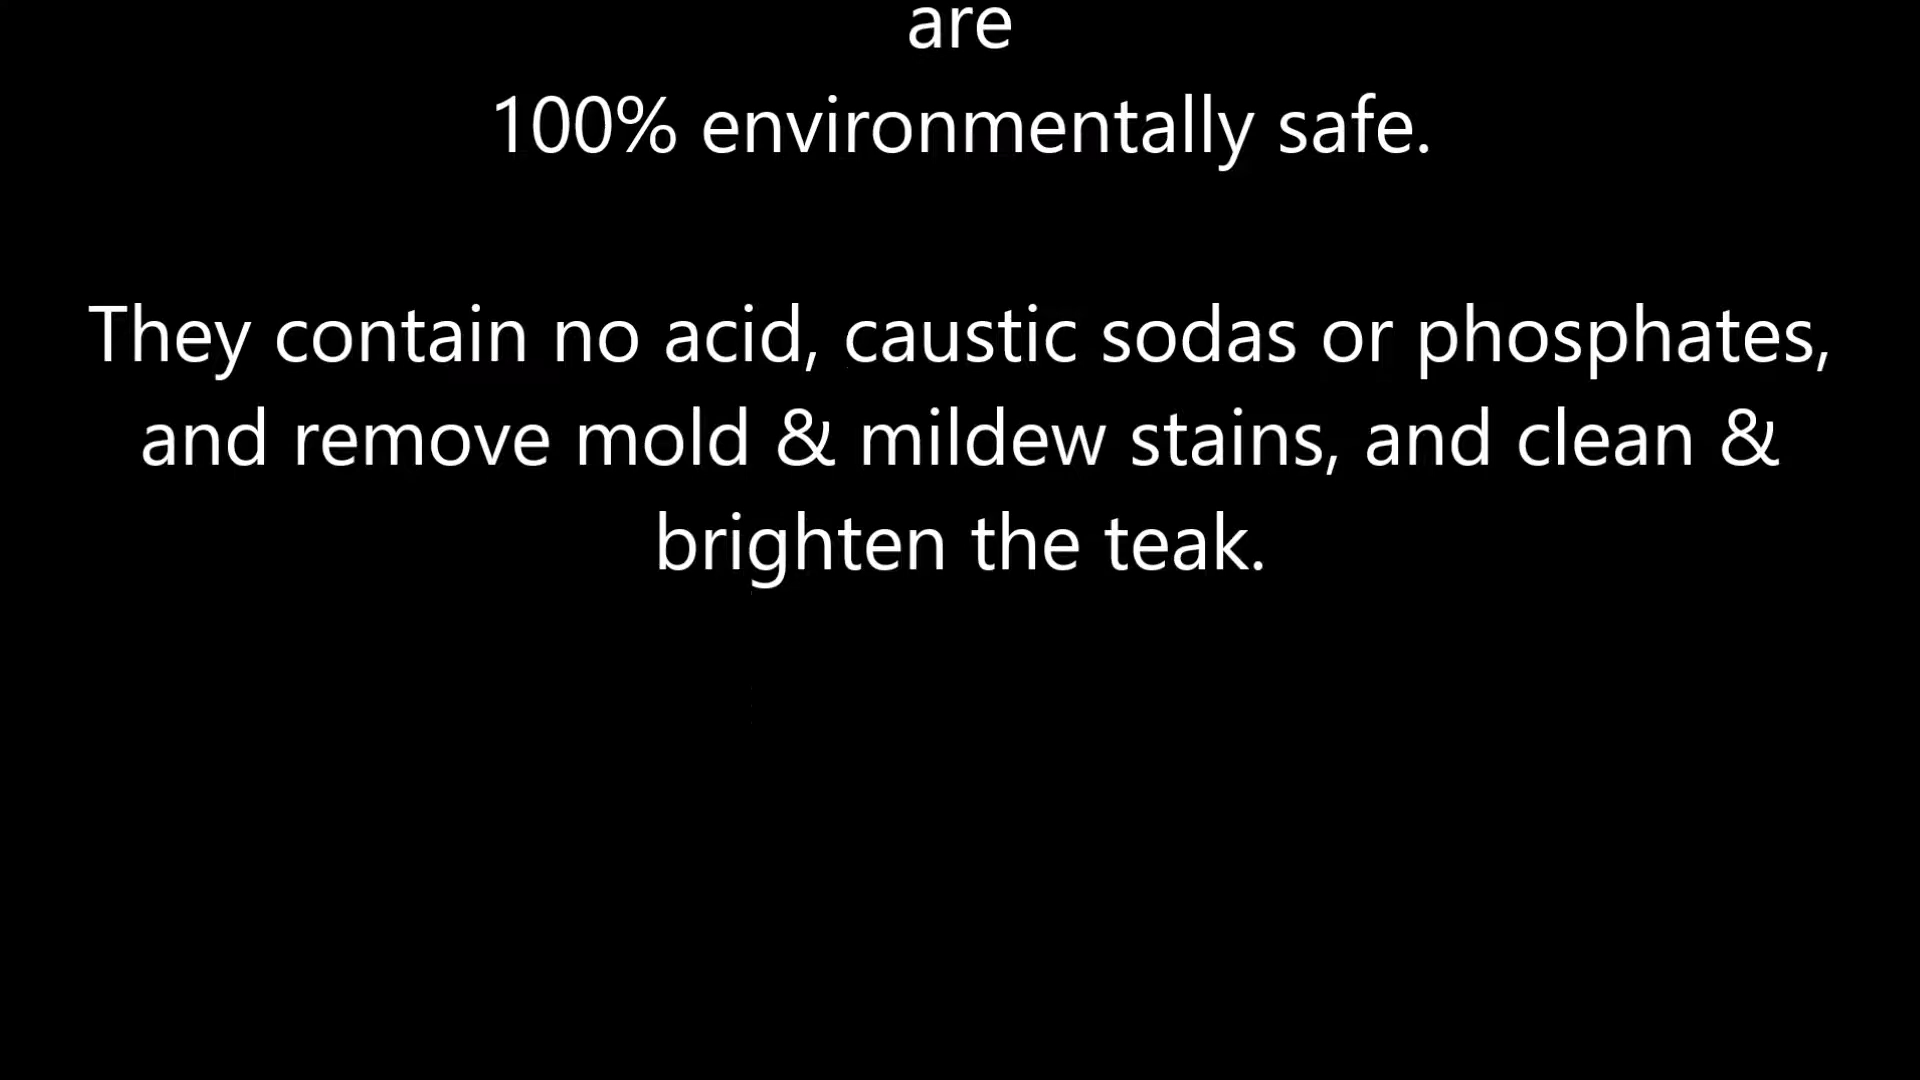 are
100% environmentally safe.
They contain no acid, caustic sodas or phosphates,
and remove mold & mildew stains, and clean &
brighten the teak.